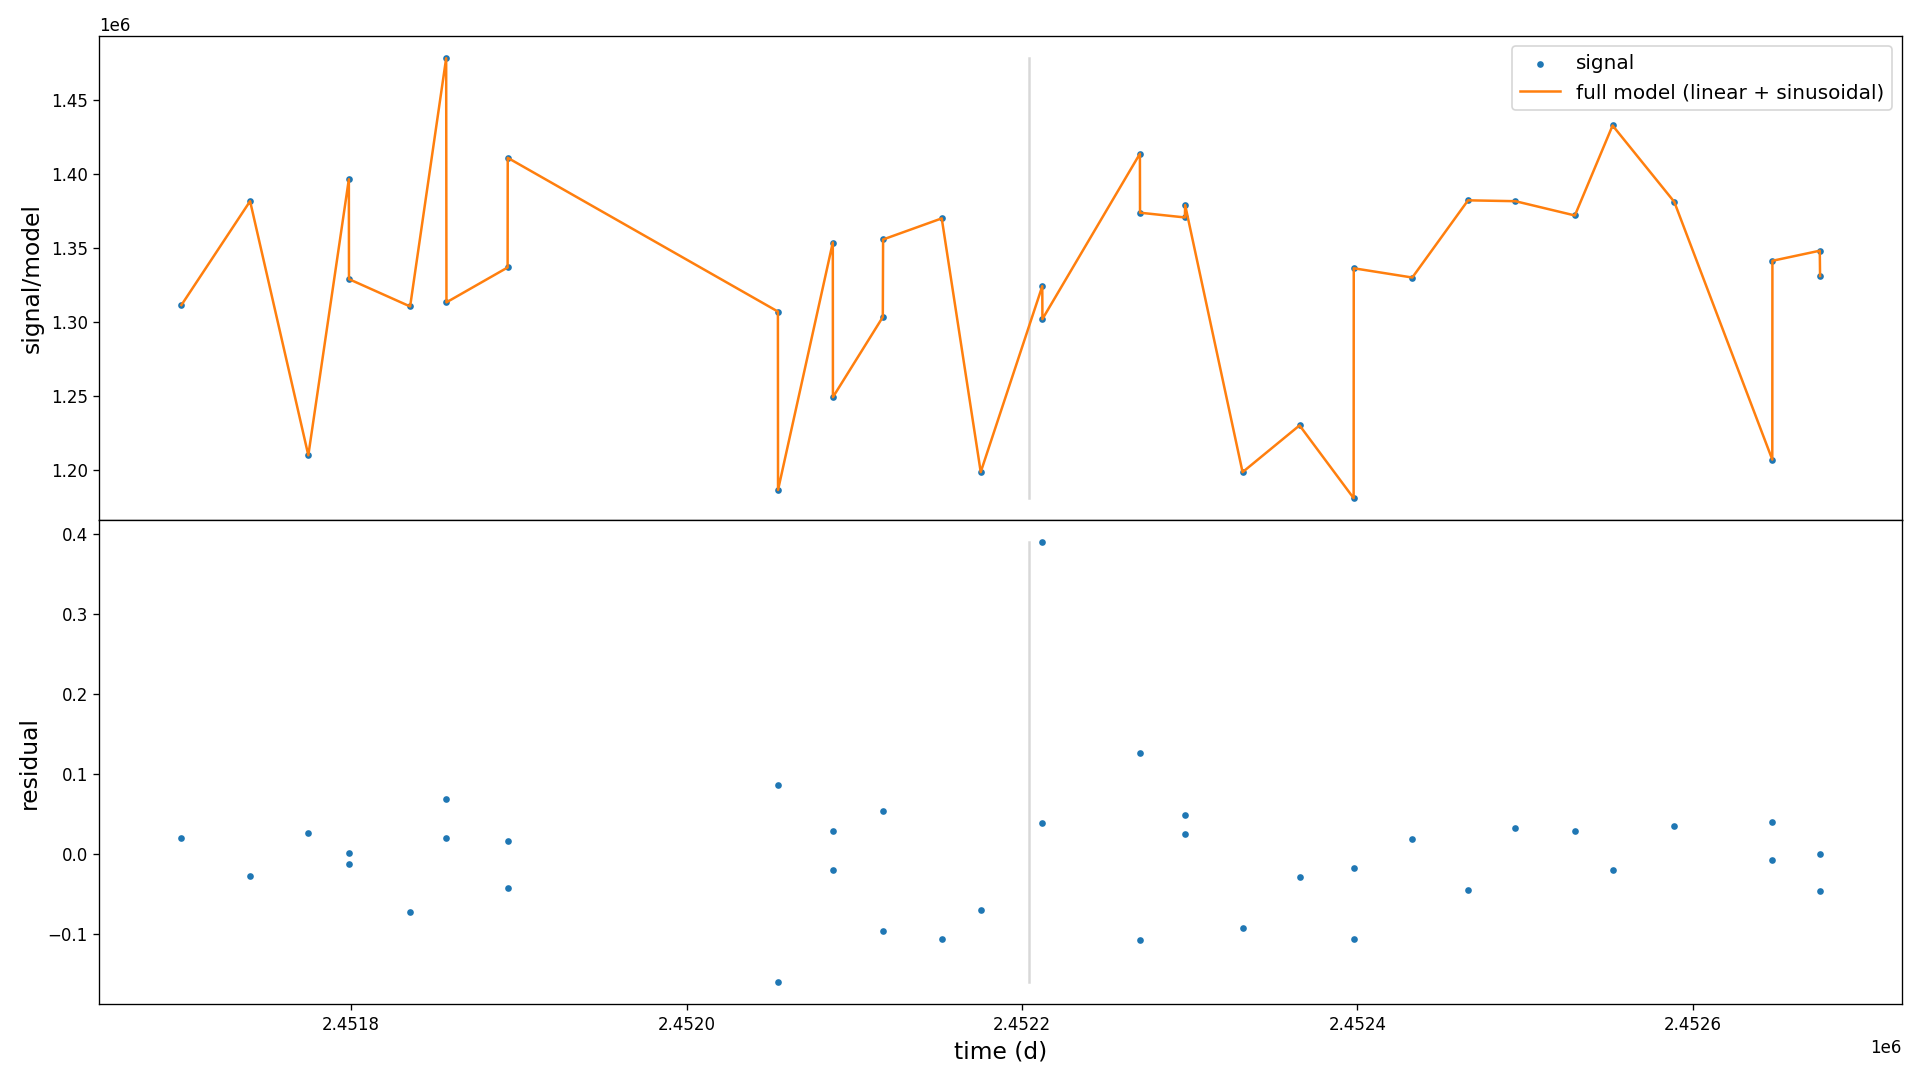 1e6
signal
full model (linear + sinusoidal)
1.45
1.40
1.35
1.30
1.25
1.20
signal/model
0.4
0.3
0.2
0.1
0.0
−0.1
residual
2.4518
2.4520
2.4522
2.4524
2.4526
time (d)
1e6